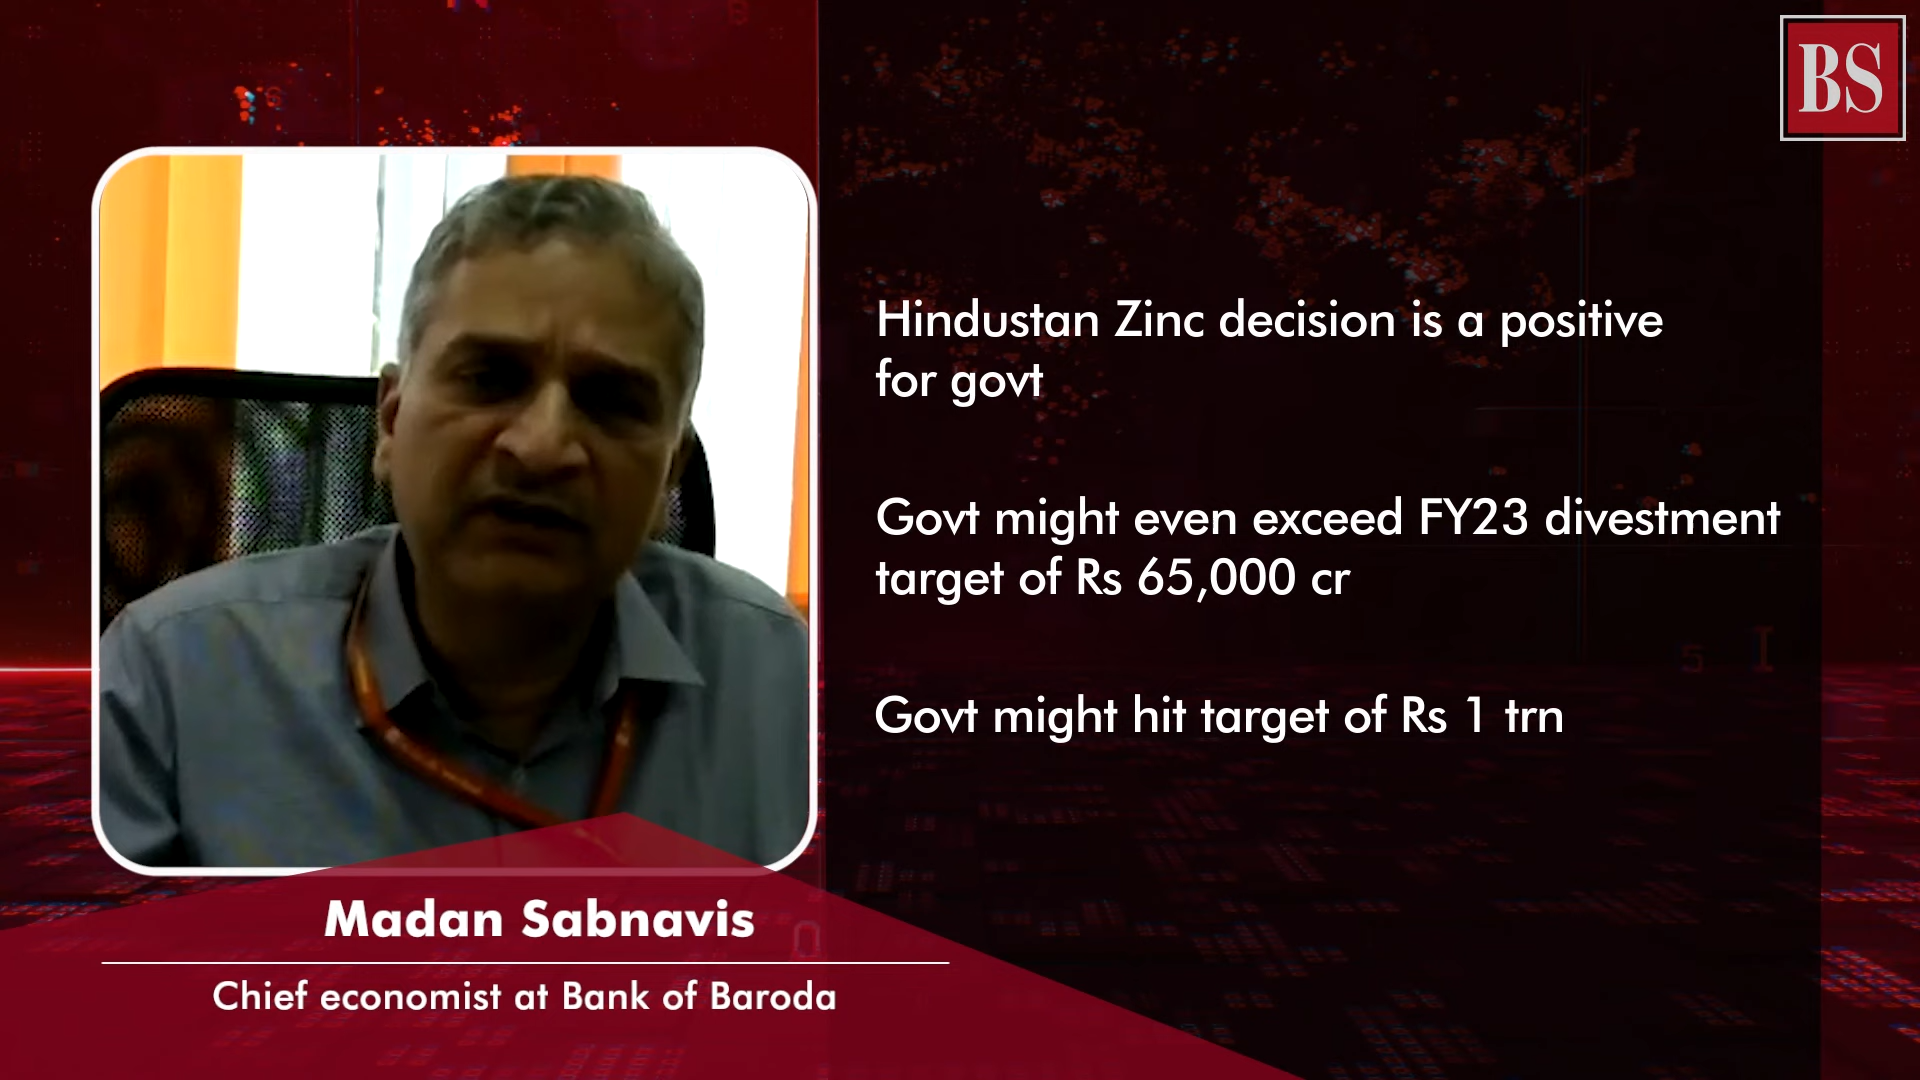 BS
Hindustan Zinc decision is a positive
for govt
Govt might even exceed FY23 divestment
target of Rs 65,000 cr
Govt might hit target of Rs 1 trn
Madan Sabnavis
Chief economist at Bank of Baroda